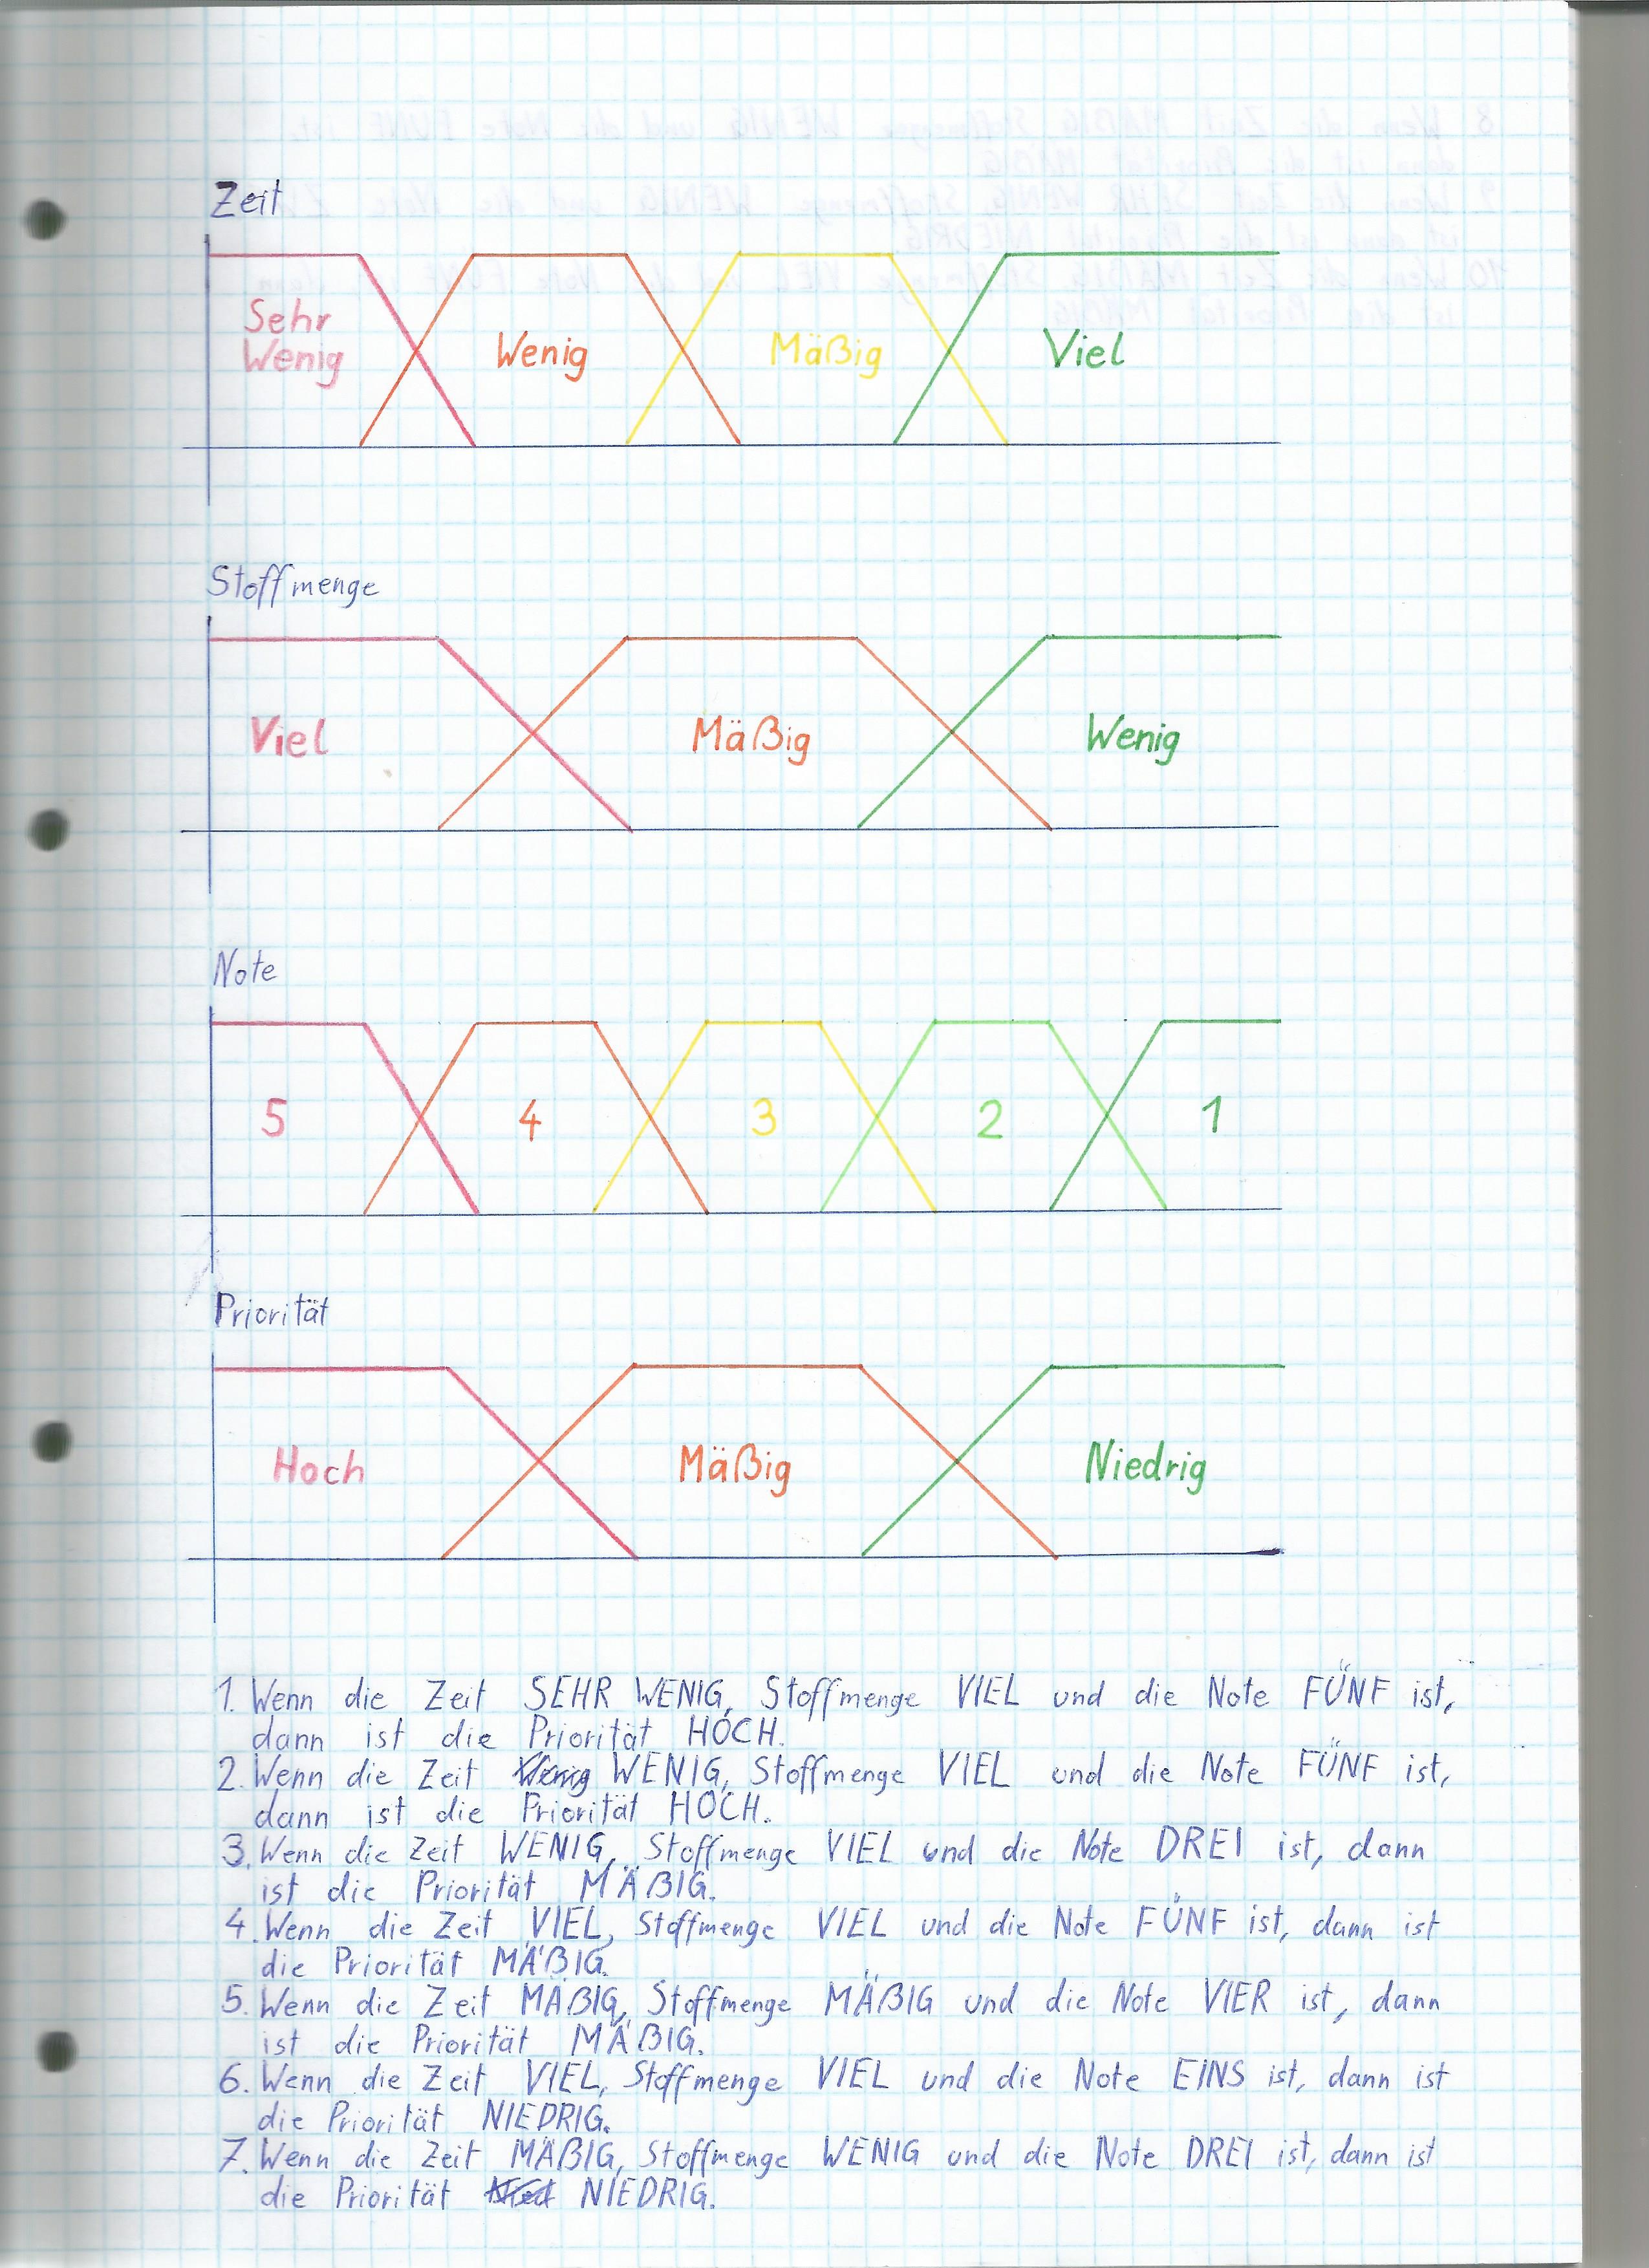 Zeit
Sehr
Wenig
Wenig
Mäßig
Viel
Stoffmenge
Viel
Mäßig
Wenig
Note
5
4
3
2
1
Priorität
Hoch
Mäßig
Niedrig
1. Wenn die Zeit SEHR WENIG, Stoffmenge VIEL und die Note FÜNF ist,
dann ist die Priorität HOCH.
2. Wenn die Zeit Wenig WENIG, Stoffmenge VIEL und die Note FÜNF ist,
dann ist die Priorität HOCH.
3. Wenn die Zeit WENIG, Stoffmenge VIEL und die Note DREI ist, dann
ist die Priorität MÄßIG.
4. Wenn die Zeit VIEL, Stoffmenge VIEL und die Note FÜNF ist, dann ist
die Priorität MÄßIG.
5. Wenn die Zeit MÄßIG, Stoffmenge MÄßIG und die Note VIER ist, dann
ist die Priorität MÄßIG.
6. Wenn die Zeit VIEL, Stoffmenge VIEL und die Note EINS ist, dann ist
die Priorität NIEDRIG.
7. Wenn die Zeit MÄßIG, Stoffmenge WENIG und die Note DREI ist, dann ist
die Priorität NIEDRIG.